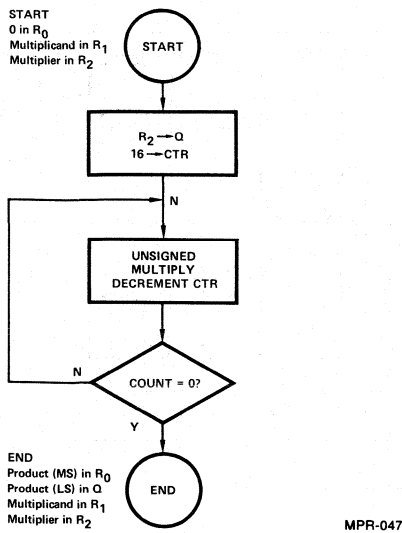 START
0 in R0
Multiplicand in R1
Multiplier in R2
START
R2 → Q
16 → CTR
N
UNSIGNED
MULTIPLY
DECREMENT CTR
N
COUNT = 0?
Y
END
Product (MS) in R0
Product (LS) in Q
Multiplicand in R1
Multiplier in R2
END
MPR-047